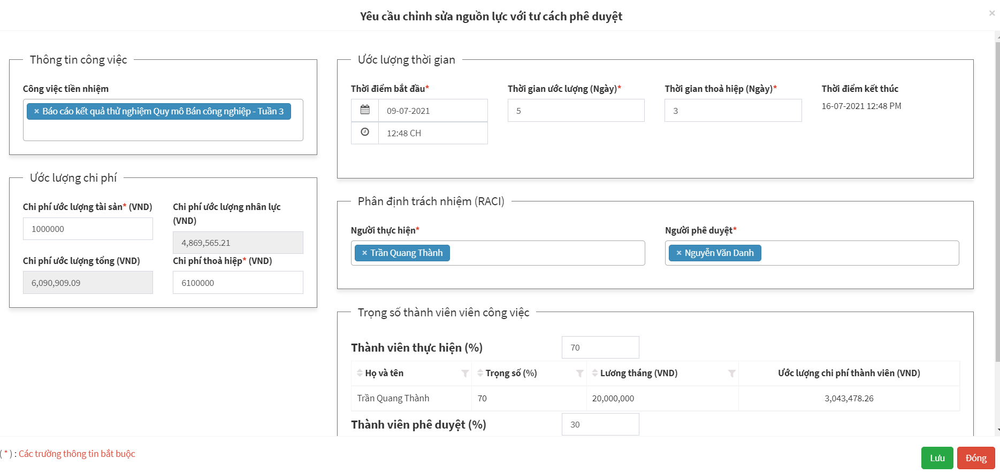 Yêu cầu chỉnh sửa nguồn lực với tư cách phê duyệt
×
Thông tin công việc
Công việc tiền nhiệm
× Báo cáo kết quả thử nghiệm Quy mô Bán công nghiệp - Tuần 3
Ước lượng chi phí
Chi phí ước lượng tài sản* (VND)
1000000
Chi phí ước lượng nhân lực
(VND)
4,869,565.21
Chi phí ước lượng tổng (VND)
6,090,909.09
Chi phí thoả hiệp* (VND)
6100000
Ước lượng thời gian
Thời điểm bắt đầu*
09-07-2021
12:48 CH
Thời gian ước lượng (Ngày)*
5
Thời gian thoả hiệp (Ngày)*
3
Thời điểm kết thúc
16-07-2021 12:48 PM
Phân định trách nhiệm (RACI)
Người thực hiện*
× Trần Quang Thành
Người phê duyệt*
× Nguyễn Văn Danh
Trọng số thành viên viên công việc
Thành viên thực hiện (%)
70
Họ và tên
Trọng số (%)
Lương tháng (VND)
Ước lượng chi phí thành viên (VND)
Trần Quang Thành
70
20,000,000
3,043,478.26
Thành viên phê duyệt (%)
30
( * ) : Các trường thông tin bắt buộc
Lưu
Đóng